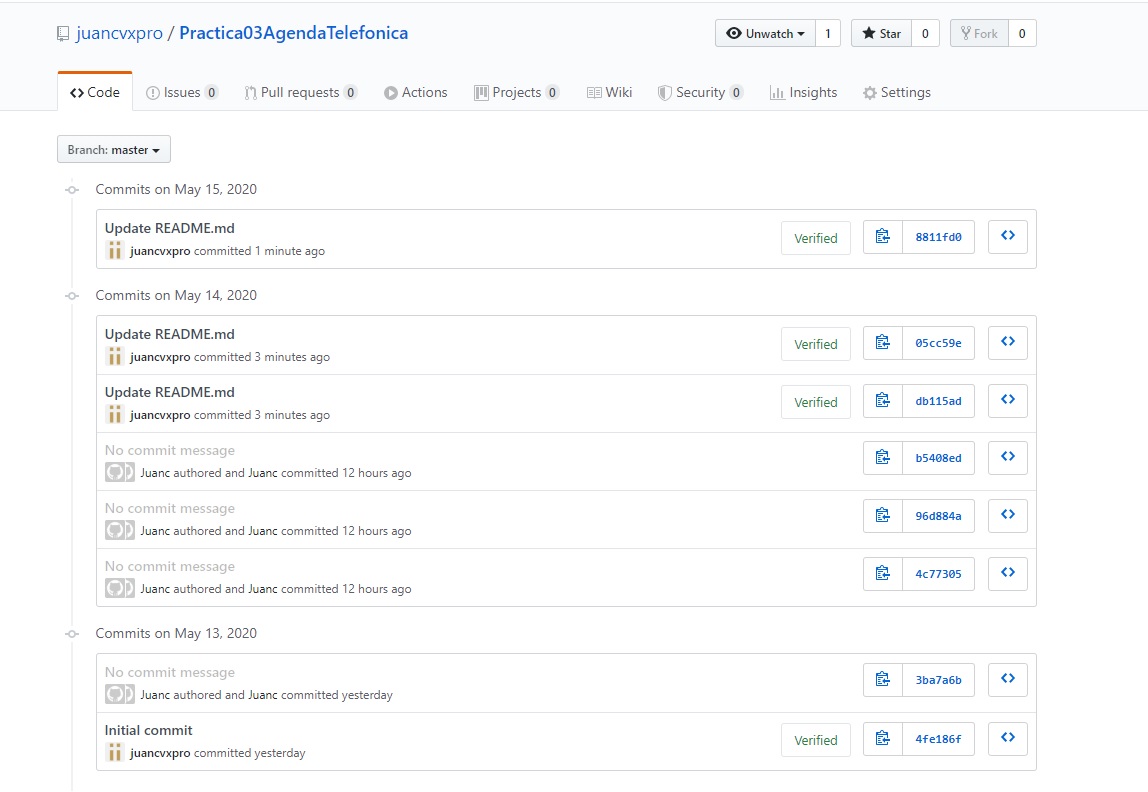 juancvxpro / Practica03AgendaTelefonica
Unwatch 1 Star 0 Fork 0
Code Issues 0 Pull requests 0 Actions Projects 0 Wiki Security 0 Insights Settings
Branch: master
Commits on May 15, 2020
Update README.md
juancvxpro committed 1 minute ago
Verified 8811fd0
Commits on May 14, 2020
Update README.md
juancvxpro committed 3 minutes ago
Verified 05cc59e
Update README.md
juancvxpro committed 3 minutes ago
Verified db115ad
No commit message
Juanc authored and Juanc committed 12 hours ago
b5408ed
No commit message
Juanc authored and Juanc committed 12 hours ago
96d884a
No commit message
Juanc authored and Juanc committed 12 hours ago
4c77305
Commits on May 13, 2020
No commit message
Juanc authored and Juanc committed yesterday
3ba7a6b
Initial commit
juancvxpro committed yesterday
Verified 4fe186f